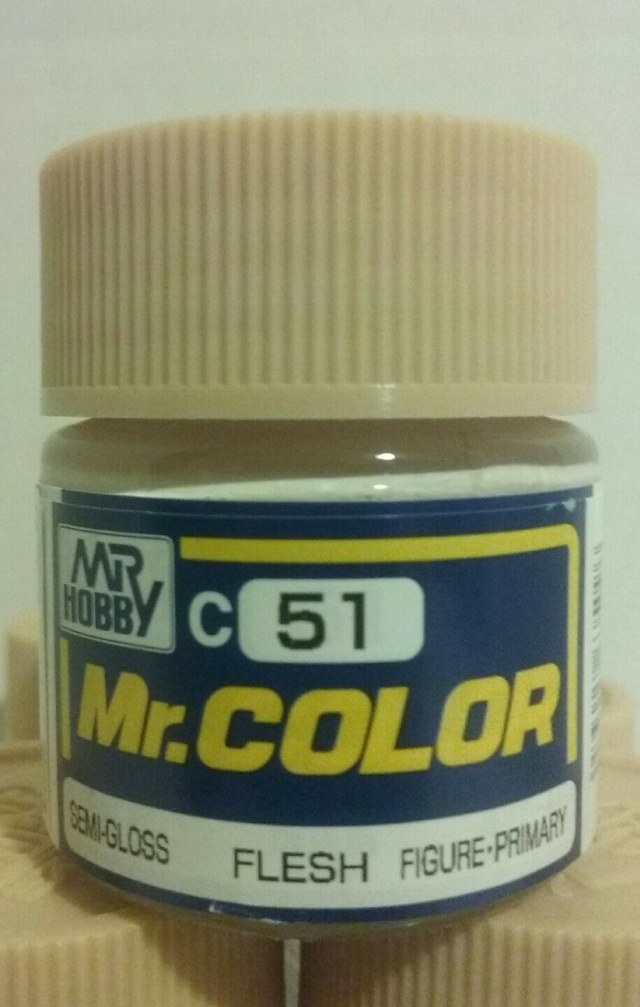 MR
HOBBY
C 51
Mr.COLOR
SEMI-GLOSS FLESH FIGURE•PRIMARY